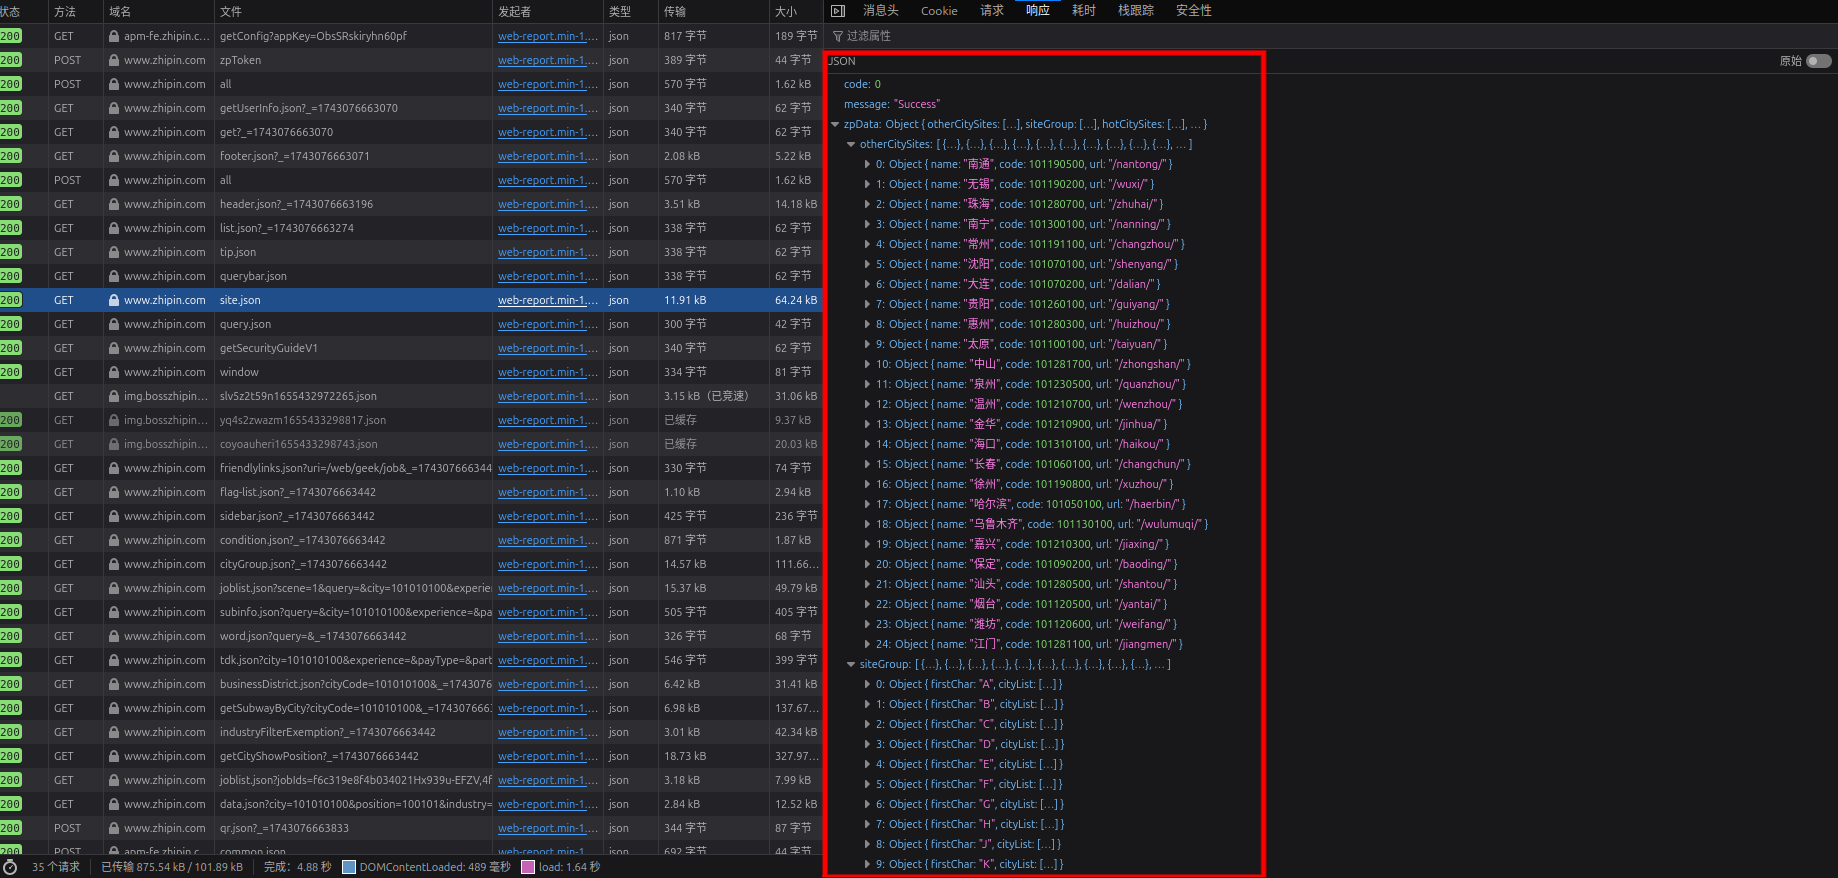 状态 方法 域名 文件 发起者 类型 传输 大小
200 GET apm-fe.zhipin.c... getConfig?appKey=ObsSRskiryhn60pf web-report.min-1.... json 817 字节 189 字节
200 POST www.zhipin.com zpToken web-report.min-1.... json 389 字节 44 字节
200 POST www.zhipin.com all web-report.min-1.... json 570 字节 1.62 kB
200 GET www.zhipin.com getUserInfo.json?_=1743076663070 web-report.min-1.... json 340 字节 62 字节
200 GET www.zhipin.com get?_=1743076663070 web-report.min-1.... json 340 字节 62 字节
200 GET www.zhipin.com footer.json?_=1743076663071 web-report.min-1.... json 2.08 kB 5.22 kB
200 POST www.zhipin.com all web-report.min-1.... json 570 字节 1.62 kB
200 GET www.zhipin.com header.json?_=1743076663196 web-report.min-1.... json 3.51 kB 14.18 kB
200 GET www.zhipin.com list.json?_=1743076663274 web-report.min-1.... json 338 字节 62 字节
200 GET www.zhipin.com tip.json web-report.min-1.... json 338 字节 62 字节
200 GET www.zhipin.com querybar.json web-report.min-1.... json 338 字节 62 字节
200 GET www.zhipin.com site.json web-report.min-1.... json 11.91 kB 64.24 kB
200 GET www.zhipin.com query.json web-report.min-1.... json 300 字节 42 字节
200 GET www.zhipin.com getSecurityGuideV1 web-report.min-1.... json 340 字节 62 字节
200 GET www.zhipin.com window web-report.min-1.... json 334 字节 81 字节
GET img.bosszhipin... slv5z2t59n1655432972265.json web-report.min-1.... json 3.15 kB（已竞速） 31.06 kB
200 GET img.bosszhipin... yq4s2zwazm1655433298817.json web-report.min-1.... json 已缓存 9.37 kB
200 GET img.bosszhipin... coyoauheri1655433298743.json web-report.min-1.... json 已缓存 20.03 kB
200 GET www.zhipin.com friendlylinks.json?uri=/web/geek/job&_=174307666344 web-report.min-1.... json 330 字节 74 字节
200 GET www.zhipin.com flag-list.json?_=1743076663442 web-report.min-1.... json 1.10 kB 2.94 kB
200 GET www.zhipin.com sidebar.json?_=1743076663442 web-report.min-1.... json 425 字节 236 字节
200 GET www.zhipin.com condition.json?_=1743076663442 web-report.min-1.... json 871 字节 1.87 kB
200 GET www.zhipin.com cityGroup.json?_=1743076663442 web-report.min-1.... json 14.57 kB 111.66...
200 GET www.zhipin.com joblist.json?scene=1&query=&city=101010100&experie web-report.min-1.... json 15.37 kB 49.79 kB
200 GET www.zhipin.com subinfo.json?query=&city=101010100&experience=&pa web-report.min-1.... json 505 字节 405 字节
200 GET www.zhipin.com word.json?query=&_=1743076663442 web-report.min-1.... json 326 字节 68 字节
200 GET www.zhipin.com tdk.json?city=101010100&experience=&payType=&part web-report.min-1.... json 546 字节 399 字节
200 GET www.zhipin.com businessDistrict.json?cityCode=101010100&_=174307 web-report.min-1.... json 6.42 kB 31.41 kB
200 GET www.zhipin.com getSubwayByCity?cityCode=101010100&_=1743076663 web-report.min-1.... json 6.98 kB 137.67...
200 GET www.zhipin.com industryFilterExemption?_=1743076663442 web-report.min-1.... json 3.01 kB 42.34 kB
200 GET www.zhipin.com getCityShowPosition?_=1743076663442 web-report.min-1.... json 18.73 kB 327.97...
200 GET www.zhipin.com joblist.json?jobIds=f6c319e8f4b034021Hx939u-EFZV,4f web-report.min-1.... json 3.18 kB 7.99 kB
200 GET www.zhipin.com data.json?city=101010100&position=100101&industry= web-report.min-1.... json 2.84 kB 12.52 kB
200 POST www.zhipin.com qr.json?_=1743076663833 web-report.min-1.... json 344 字节 87 字节
200 POST apm-fe.zhipin.c... common.json web-report.min-1.... json 692 字节 44 字节
35 个请求 已传输 875.54 kB / 101.89 kB 完成：4.88 秒 DOMContentLoaded: 489 毫秒 load: 1.64 秒
消息头 Cookie 请求 响应 耗时 栈跟踪 安全性
过滤属性
JSON 原始
code: 0
message: "Success"
zpData: Object { otherCitySites: […], siteGroup: […], hotCitySites: […], … }
otherCitySites: [ {…}, {…}, {…}, {…}, {…}, {…}, {…}, {…}, {…}, {…}, … ]
0: Object { name: "南通", code: 101190500, url: "/nantong/" }
1: Object { name: "无锡", code: 101190200, url: "/wuxi/" }
2: Object { name: "珠海", code: 101280700, url: "/zhuhai/" }
3: Object { name: "南宁", code: 101300100, url: "/nanning/" }
4: Object { name: "常州", code: 101191100, url: "/changzhou/" }
5: Object { name: "沈阳", code: 101070100, url: "/shenyang/" }
6: Object { name: "大连", code: 101070200, url: "/dalian/" }
7: Object { name: "贵阳", code: 101260100, url: "/guiyang/" }
8: Object { name: "惠州", code: 101280300, url: "/huizhou/" }
9: Object { name: "太原", code: 101100100, url: "/taiyuan/" }
10: Object { name: "中山", code: 101281700, url: "/zhongshan/" }
11: Object { name: "泉州", code: 101230500, url: "/quanzhou/" }
12: Object { name: "温州", code: 101210700, url: "/wenzhou/" }
13: Object { name: "金华", code: 101210900, url: "/jinhua/" }
14: Object { name: "海口", code: 101310100, url: "/haikou/" }
15: Object { name: "长春", code: 101060100, url: "/changchun/" }
16: Object { name: "徐州", code: 101190800, url: "/xuzhou/" }
17: Object { name: "哈尔滨", code: 101050100, url: "/haerbin/" }
18: Object { name: "乌鲁木齐", code: 101130100, url: "/wulumuqi/" }
19: Object { name: "嘉兴", code: 101210300, url: "/jiaxing/" }
20: Object { name: "保定", code: 101090200, url: "/baoding/" }
21: Object { name: "汕头", code: 101280500, url: "/shantou/" }
22: Object { name: "烟台", code: 101120500, url: "/yantai/" }
23: Object { name: "潍坊", code: 101120600, url: "/weifang/" }
24: Object { name: "江门", code: 101281100, url: "/jiangmen/" }
siteGroup: [ {…}, {…}, {…}, {…}, {…}, {…}, {…}, {…}, {…}, {…}, … ]
0: Object { firstChar: "A", cityList: […] }
1: Object { firstChar: "B", cityList: […] }
2: Object { firstChar: "C", cityList: […] }
3: Object { firstChar: "D", cityList: […] }
4: Object { firstChar: "E", cityList: […] }
5: Object { firstChar: "F", cityList: […] }
6: Object { firstChar: "G", cityList: […] }
7: Object { firstChar: "H", cityList: […] }
8: Object { firstChar: "J", cityList: […] }
9: Object { firstChar: "K", cityList: […] }